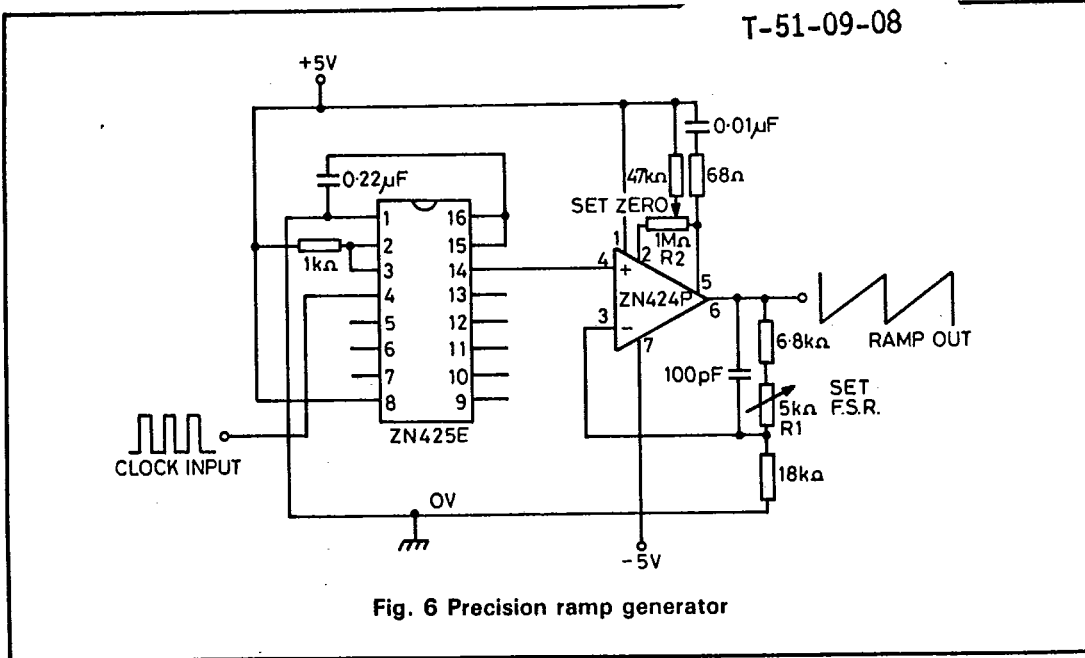 T-51-09-08
+5V
0·01µF
0·22µF
47kΩ
68Ω
SET ZERO
1MΩ
R2
1 16
2 15
3 14
4 13
5 12
6 11
7 10
8 9
1kΩ
ZN425E
1
2
4
+
5
ZN424P
6
3
−
7
100pF
6·8kΩ
RAMP OUT
SET
F.S.R.
5kΩ
R1
18kΩ
CLOCK INPUT
OV
−5V
Fig. 6 Precision ramp generator